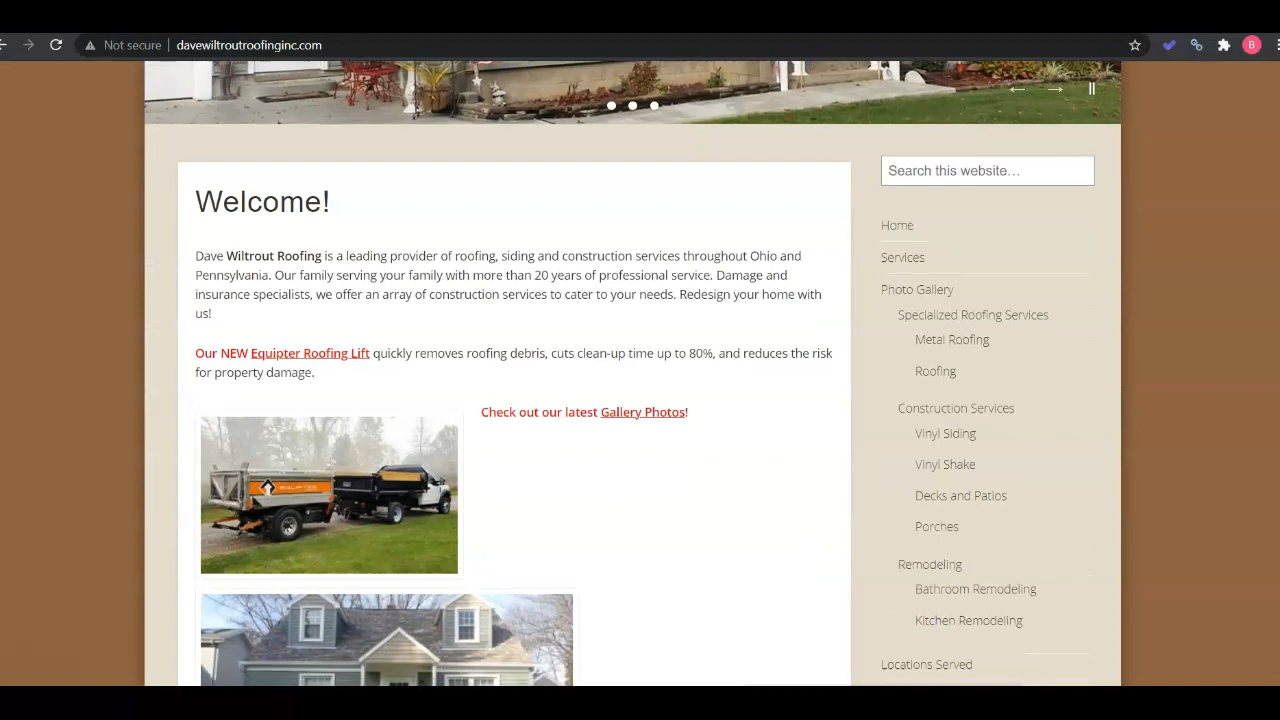 Not secure | davewiltroutroofinginc.com
B
Search this website…
Welcome!
Dave Wiltrout Roofing is a leading provider of roofing, siding and construction services throughout Ohio and
Pennsylvania. Our family serving your family with more than 20 years of professional service. Damage and
insurance specialists, we offer an array of construction services to cater to your needs. Redesign your home with
us!
Our NEW Equipter Roofing Lift quickly removes roofing debris, cuts clean-up time up to 80%, and reduces the risk
for property damage.
Check out our latest Gallery Photos!
EQUIPTER
Home
Services
Photo Gallery
Specialized Roofing Services
Metal Roofing
Roofing
Construction Services
Vinyl Siding
Vinyl Shake
Decks and Patios
Porches
Remodeling
Bathroom Remodeling
Kitchen Remodeling
Locations Served